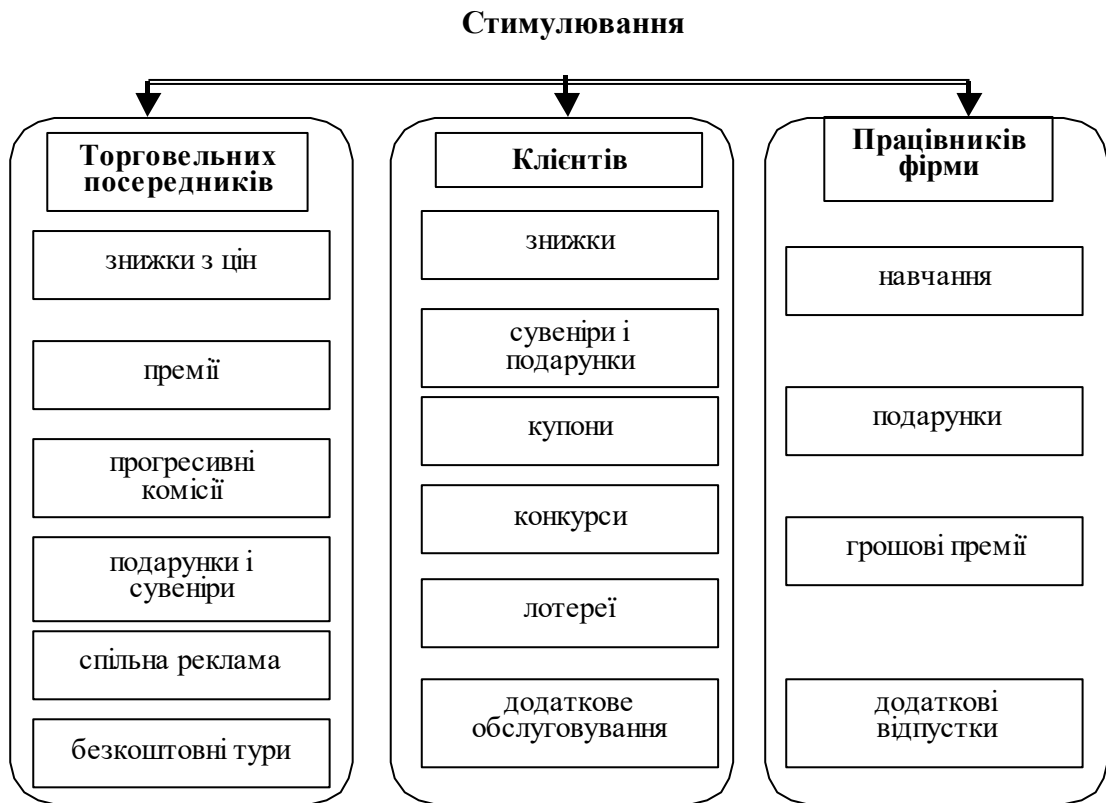 Стимулювання
Торговельних
посередників
знижки з цін
премії
прогресивні
комісії
подарунки і
сувеніри
спільна реклама
безкоштовні тури
Клієнтів
знижки
сувеніри і
подарунки
купони
конкурси
лотереї
додаткове
обслуговування
Працівників
фірми
навчання
подарунки
грошові премії
додаткові
відпустки